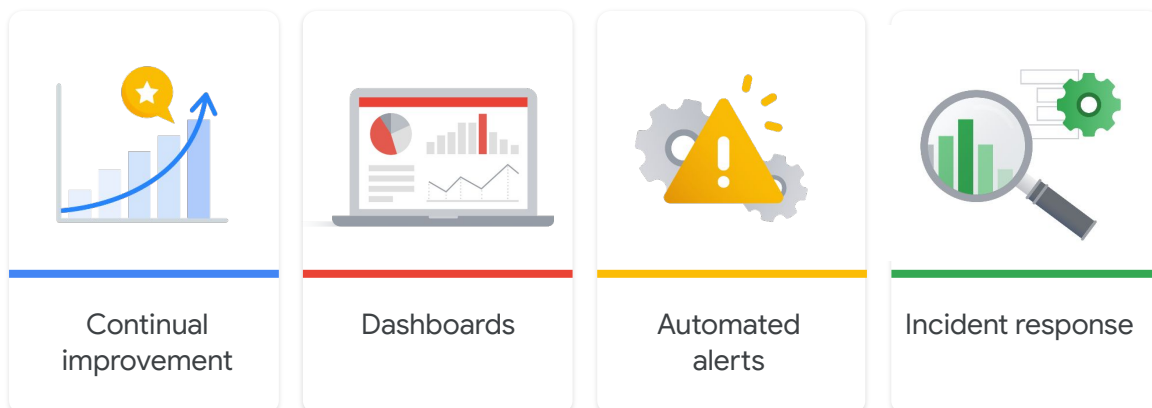 Continual
improvement
Dashboards
Automated
alerts
Incident response